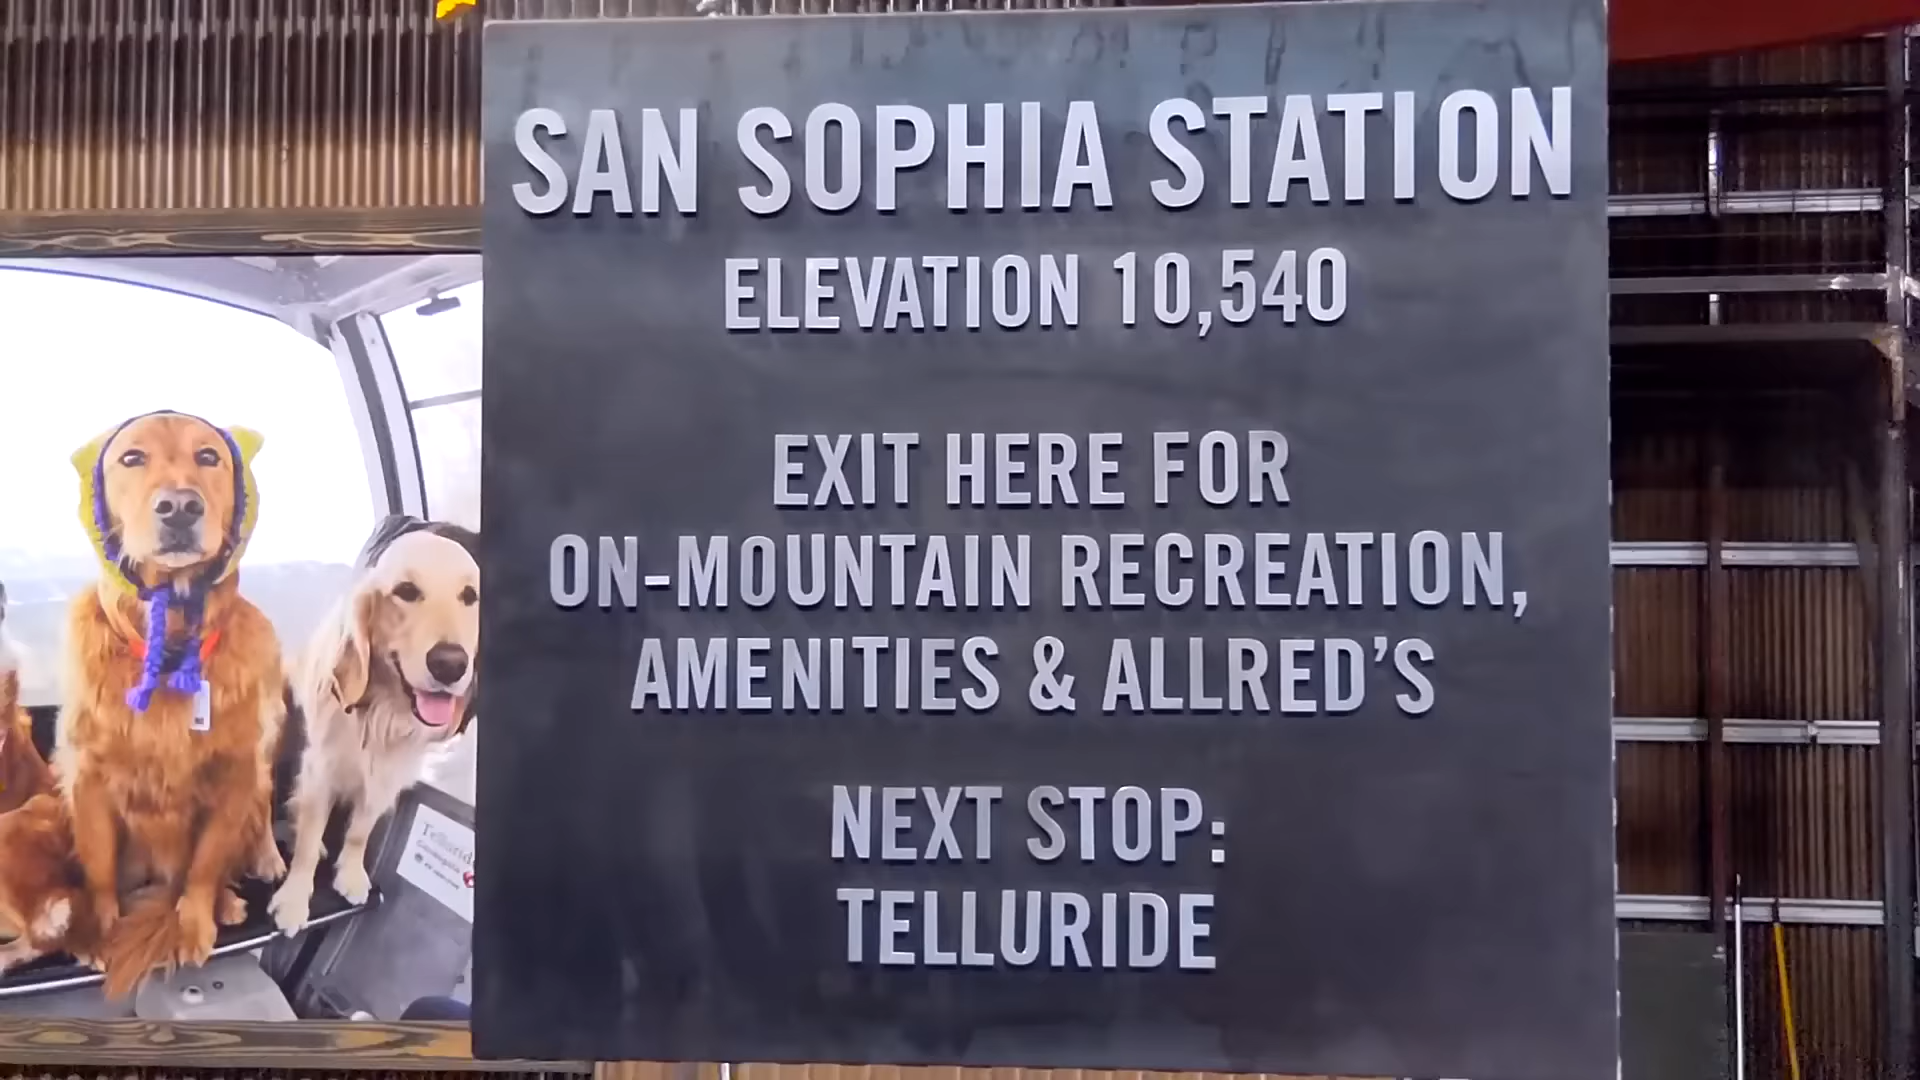 SAN SOPHIA STATION
ELEVATION 10,540
EXIT HERE FOR
ON-MOUNTAIN RECREATION,
AMENITIES & ALLRED'S
NEXT STOP:
TELLURIDE